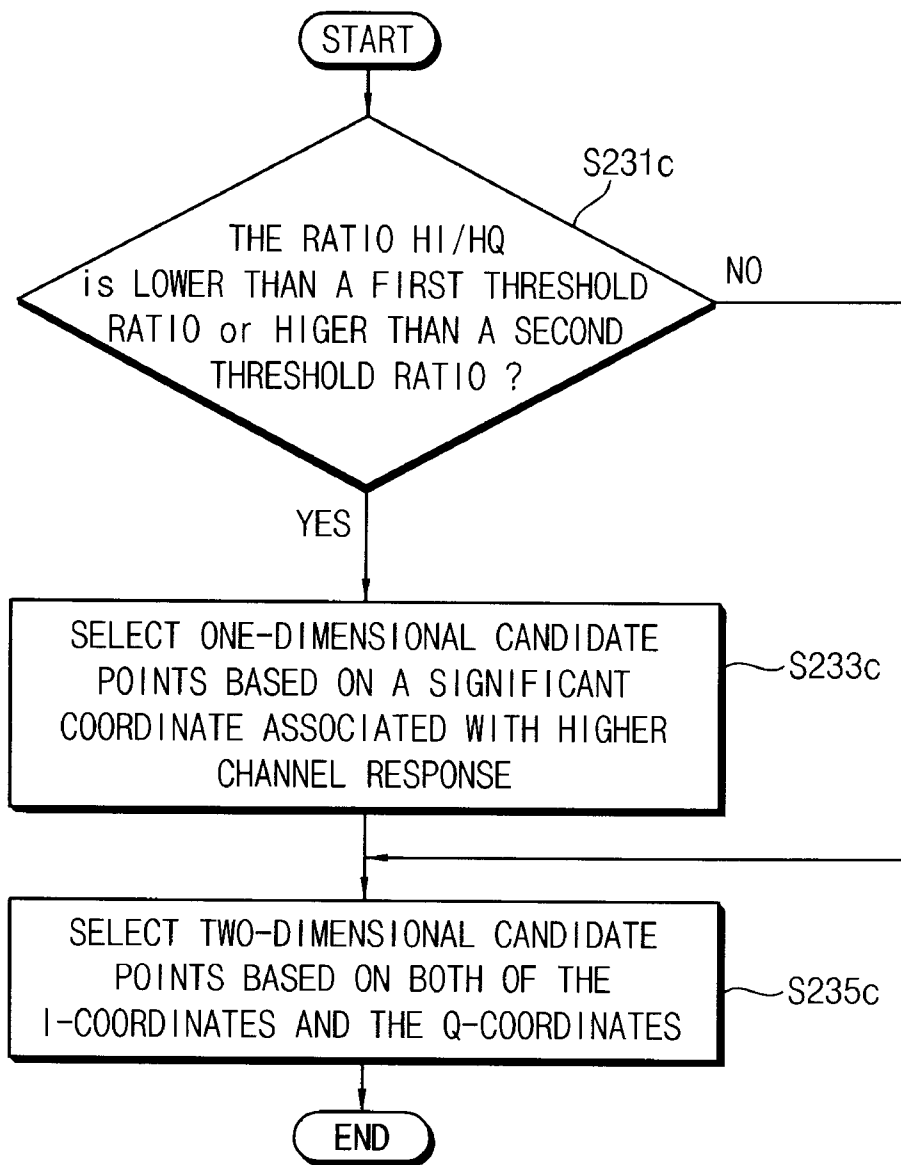 START
S231c
THE RATIO HI/HQ
is LOWER THAN A FIRST THRESHOLD
RATIO or HIGER THAN A SECOND
THRESHOLD RATIO ?
NO
YES
SELECT ONE-DIMENSIONAL CANDIDATE
POINTS BASED ON A SIGNIFICANT
COORDINATE ASSOCIATED WITH HIGHER
CHANNEL RESPONSE
S233c
SELECT TWO-DIMENSIONAL CANDIDATE
POINTS BASED ON BOTH OF THE
I-COORDINATES AND THE Q-COORDINATES
S235c
END